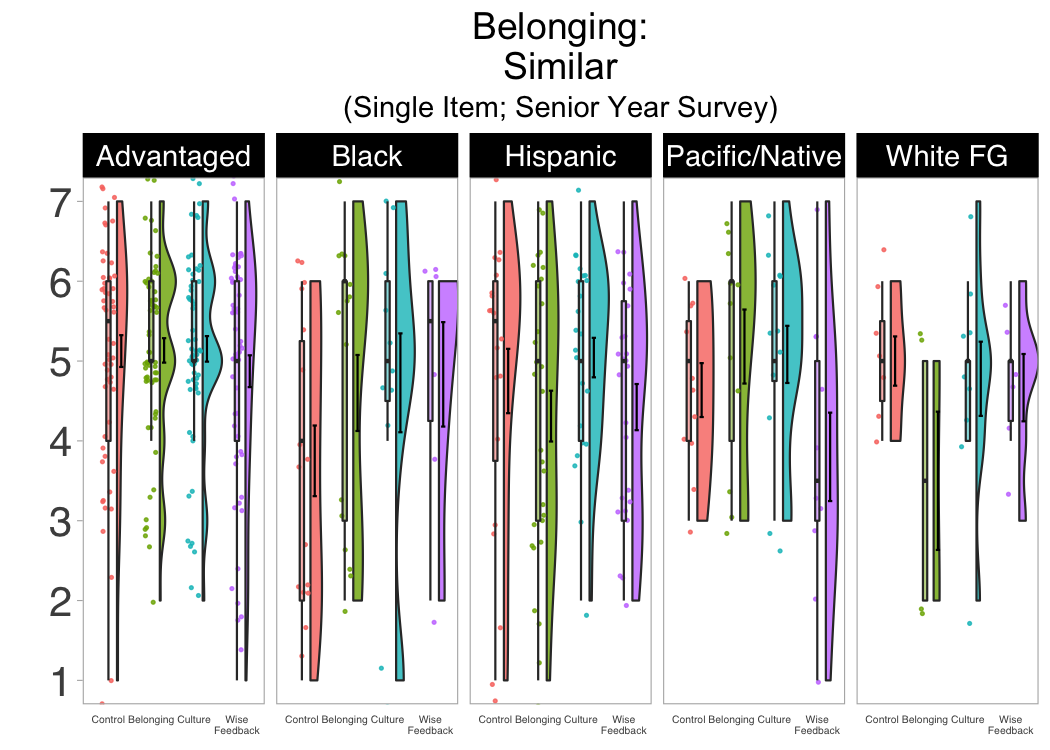 Belonging:
Similar
(Single Item; Senior Year Survey)
Advantaged Black Hispanic Pacific/Native White FG
7
6
5
4
3
2
1
Control Belonging Culture Wise Feedback Control Belonging Culture Wise Feedback Control Belonging Culture Wise Feedback Control Belonging Culture Wise Feedback Control Belonging Culture Wise Feedback